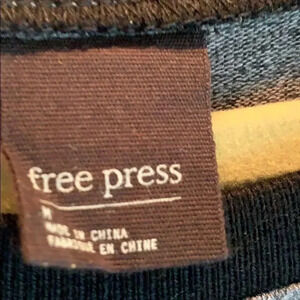 free press
M
MADE IN CHINA
FABRIQUÉ EN CHINE